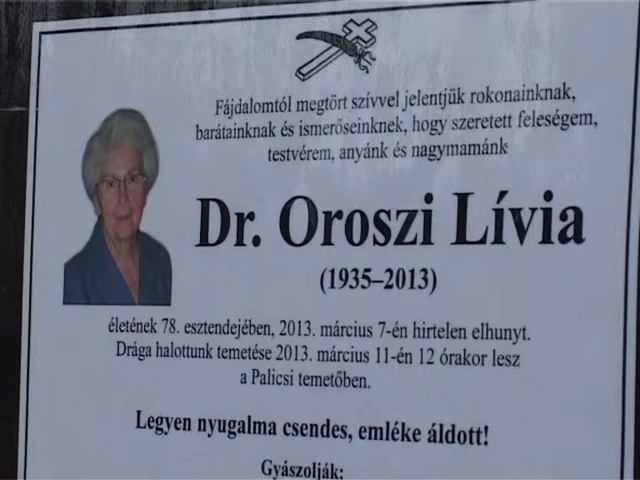 Fájdalomtól megtört szívvel jelentjük rokonainknak,
barátainknak és ismerőseinknek, hogy szeretett feleségem,
testvérem, anyánk és nagymamánk
Dr. Oroszi Lívia
(1935–2013)
életének 78. esztendejében, 2013. március 7-én hirtelen elhunyt.
Drága halottunk temetése 2013. március 11-én 12 órakor lesz
a Palicsi temetőben.
Legyen nyugalma csendes, emléke áldott!
Gyászolják: